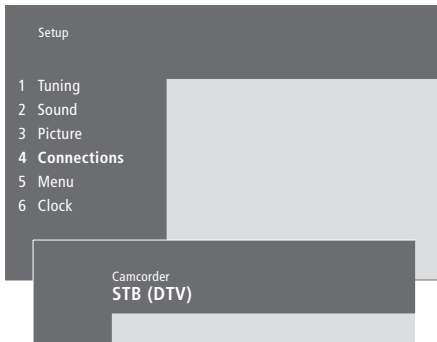 Setup
1 Tuning
2 Sound
3 Picture
4 Connections
5 Menu
6 Clock
Camcorder
STB (DTV)